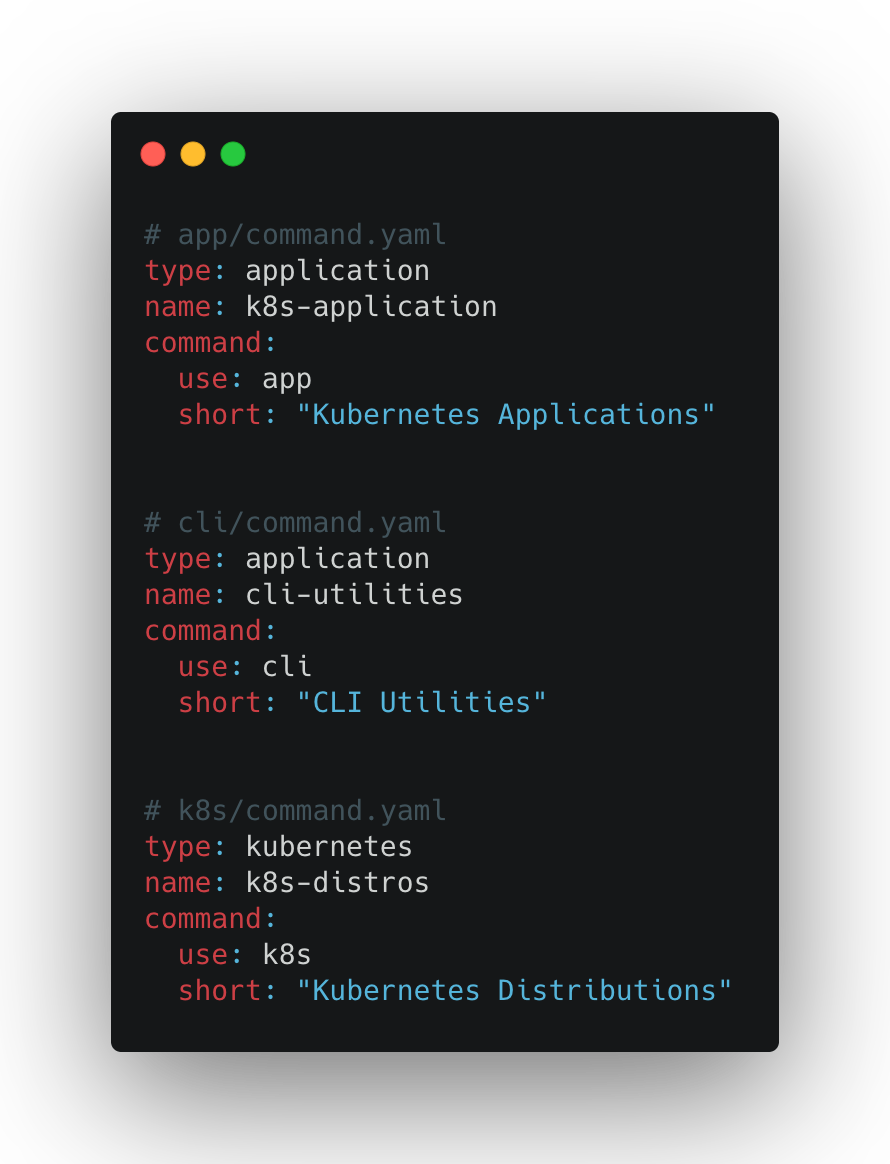 # app/command.yaml
type: application
name: k8s-application
command:
  use: app
  short: "Kubernetes Applications"
# cli/command.yaml
type: application
name: cli-utilities
command:
  use: cli
  short: "CLI Utilities"
# k8s/command.yaml
type: kubernetes
name: k8s-distros
command:
  use: k8s
  short: "Kubernetes Distributions"